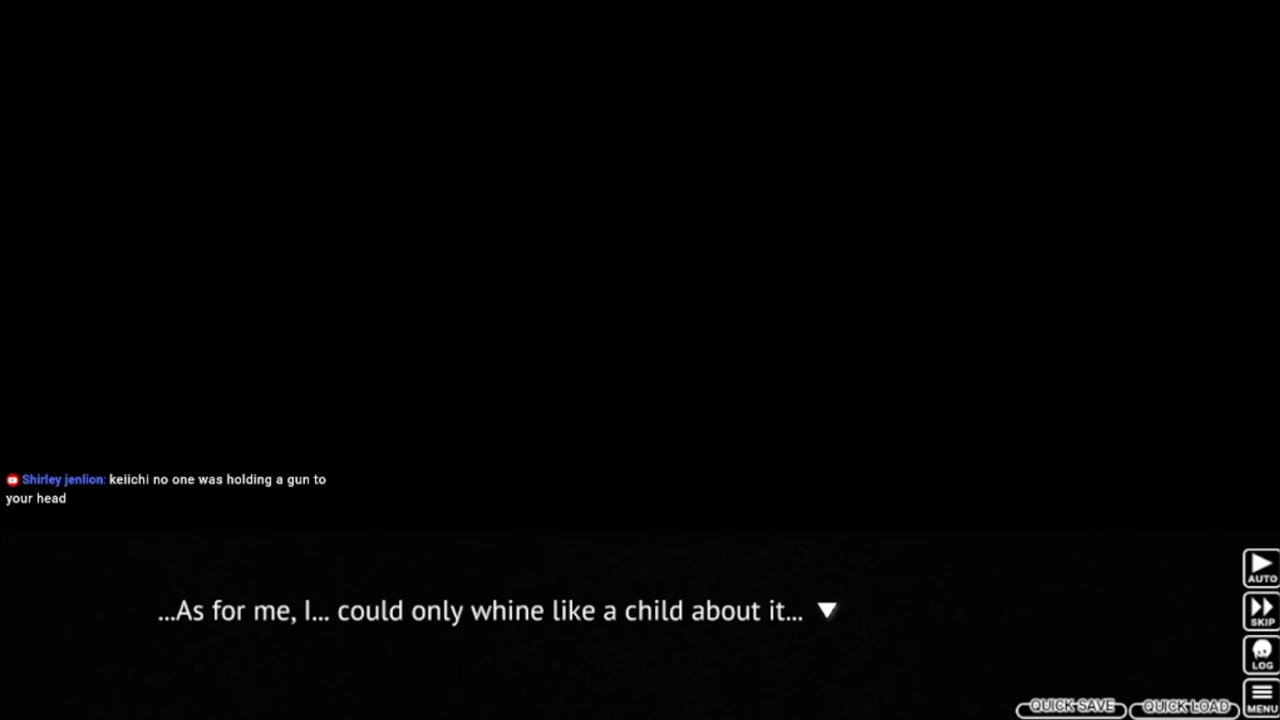 Shirley jenlion: keiichi no one was holding a gun to
your head
...As for me, I... could only whine like a child about it...
AUTO
SKIP
LOG
MENU
QUICK SAVE
QUICK LOAD